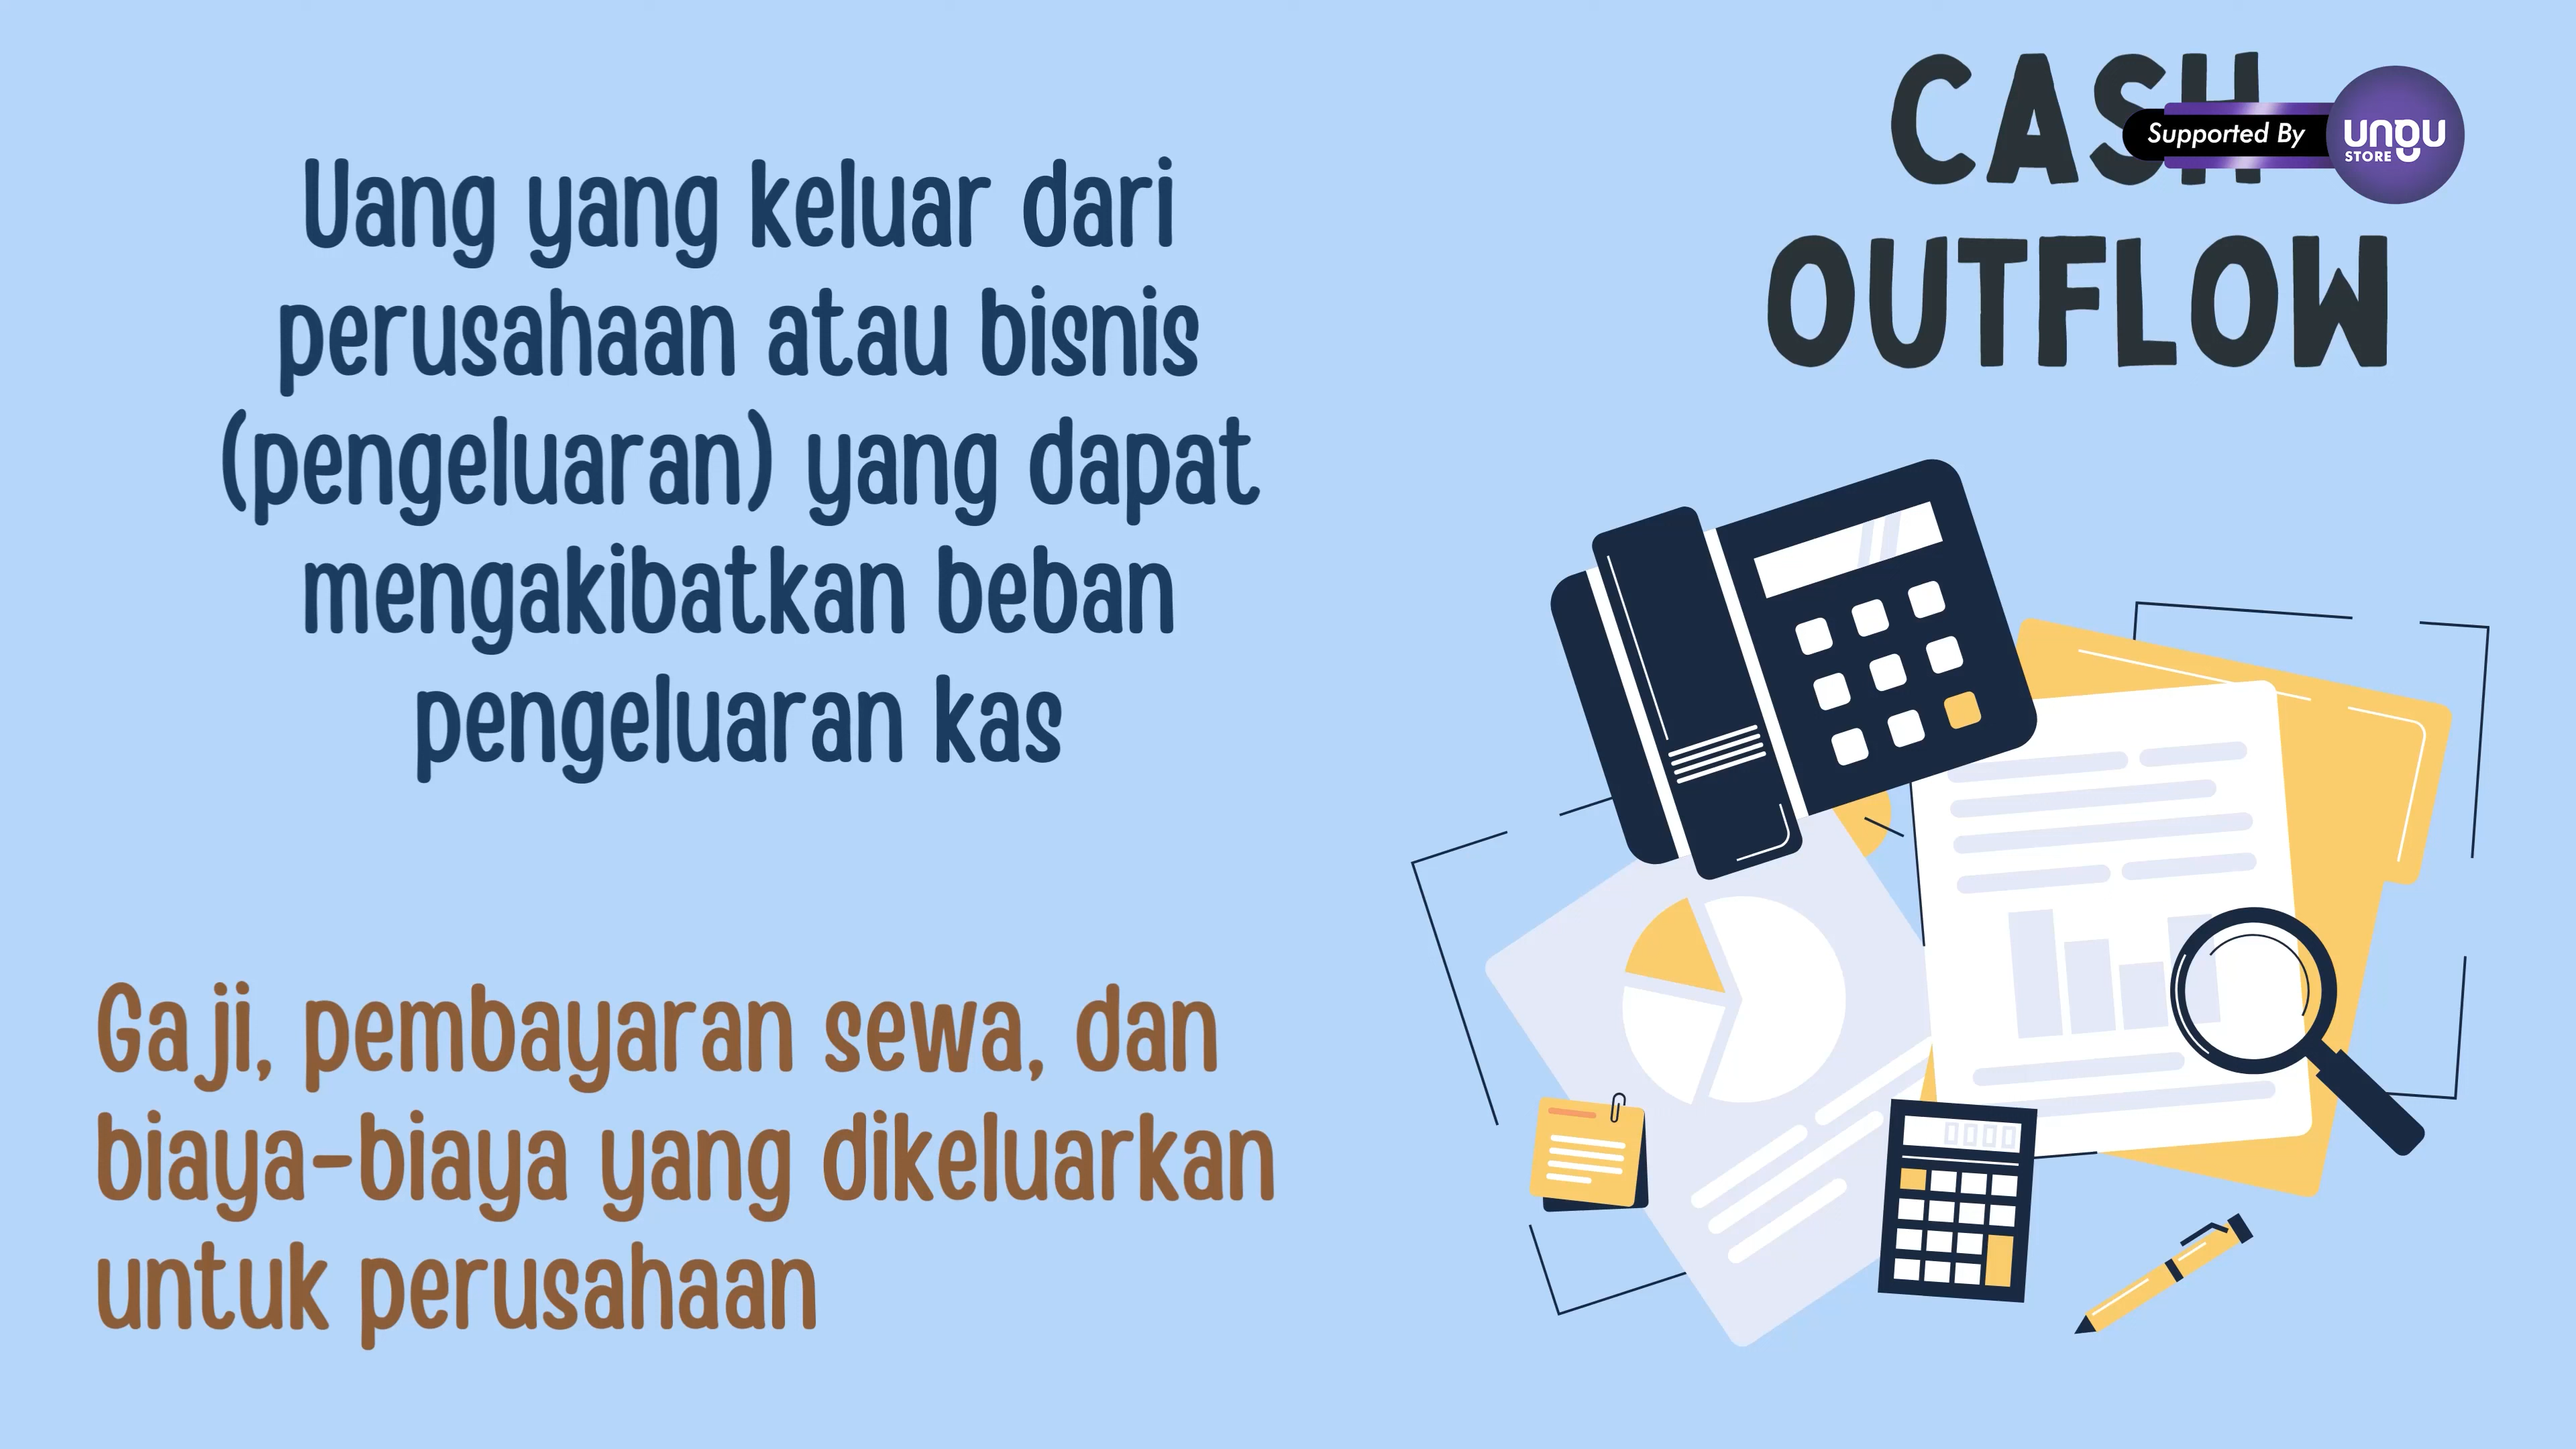 CASH
Supported By
ungu
STORE
OUTFLOW
Uang yang keluar dari
perusahaan atau bisnis
(pengeluaran) yang dapat
mengakibatkan beban
pengeluaran kas
Gaji, pembayaran sewa, dan
biaya-biaya yang dikeluarkan
untuk perusahaan